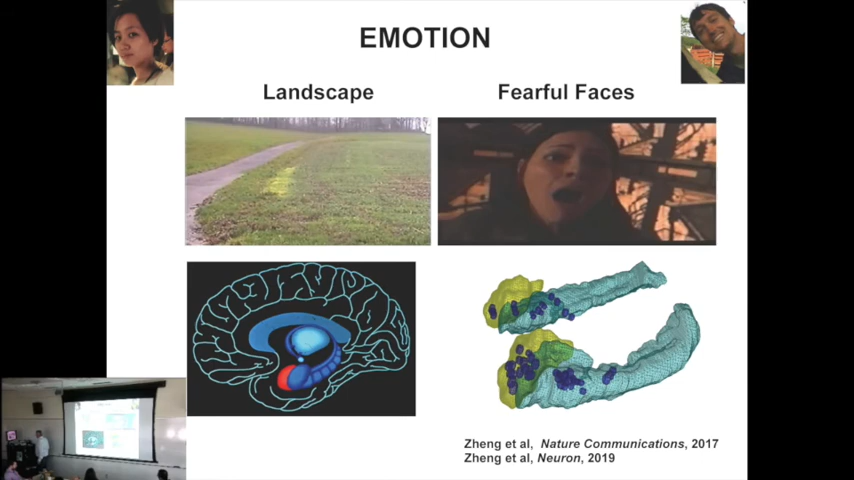 EMOTION
Landscape
Fearful Faces
Zheng et al, Nature Communications, 2017
Zheng et al, Neuron, 2019